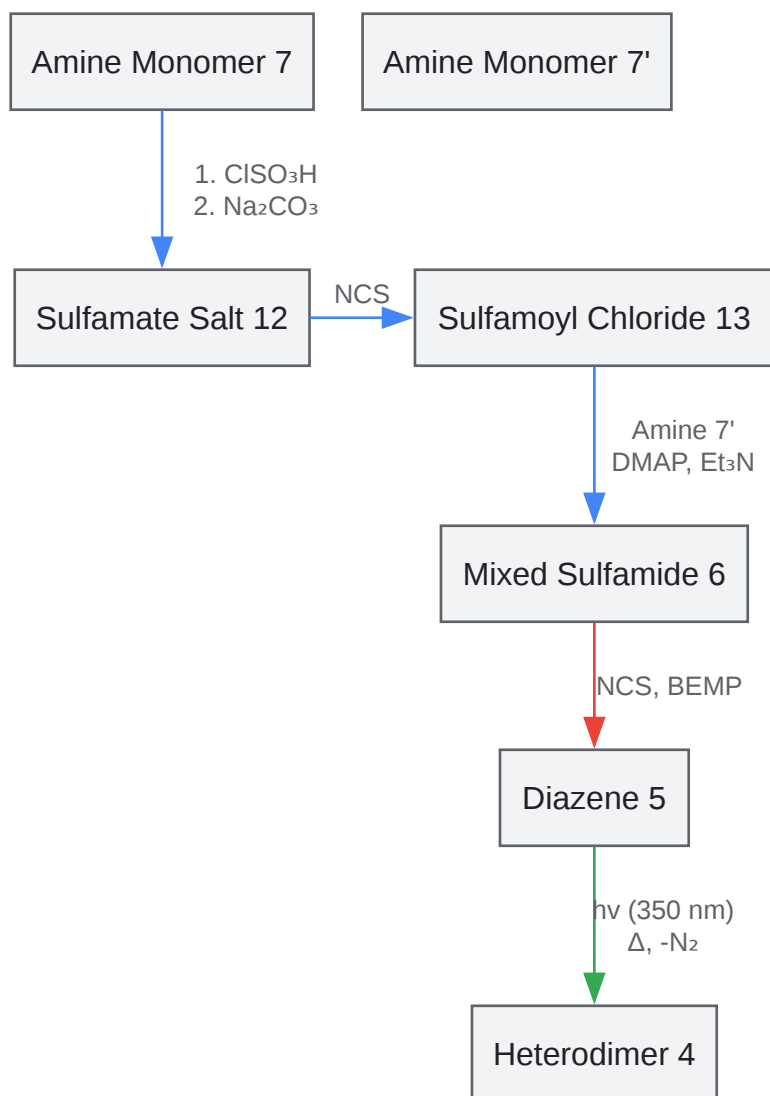 Amine Monomer 7
Amine Monomer 7'
1. ClSO₃H
2. Na₂CO₃
Sulfamate Salt 12
NCS
Sulfamoyl Chloride 13
Amine 7'
DMAP, Et₃N
Mixed Sulfamide 6
NCS, BEMP
Diazene 5
hv (350 nm)
Δ, -N₂
Heterodimer 4